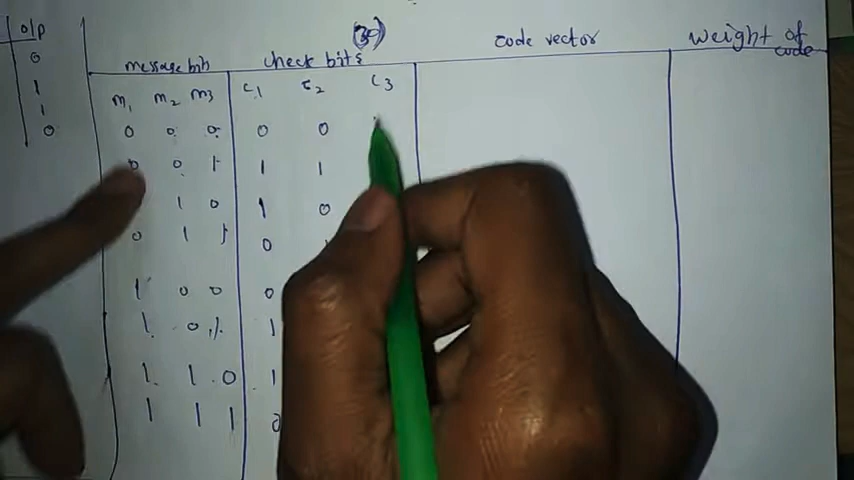 o/p
0
1
1
0
message bits check bits code vector weight of code
m1 m2 m3 c1 c2 c3
0 0 0 0 0
0 0 1 1 1
1 0 1 0
0 1 1 0
1 0 0 0
1 0 1 1
1 1 0 1
1 1 1 0